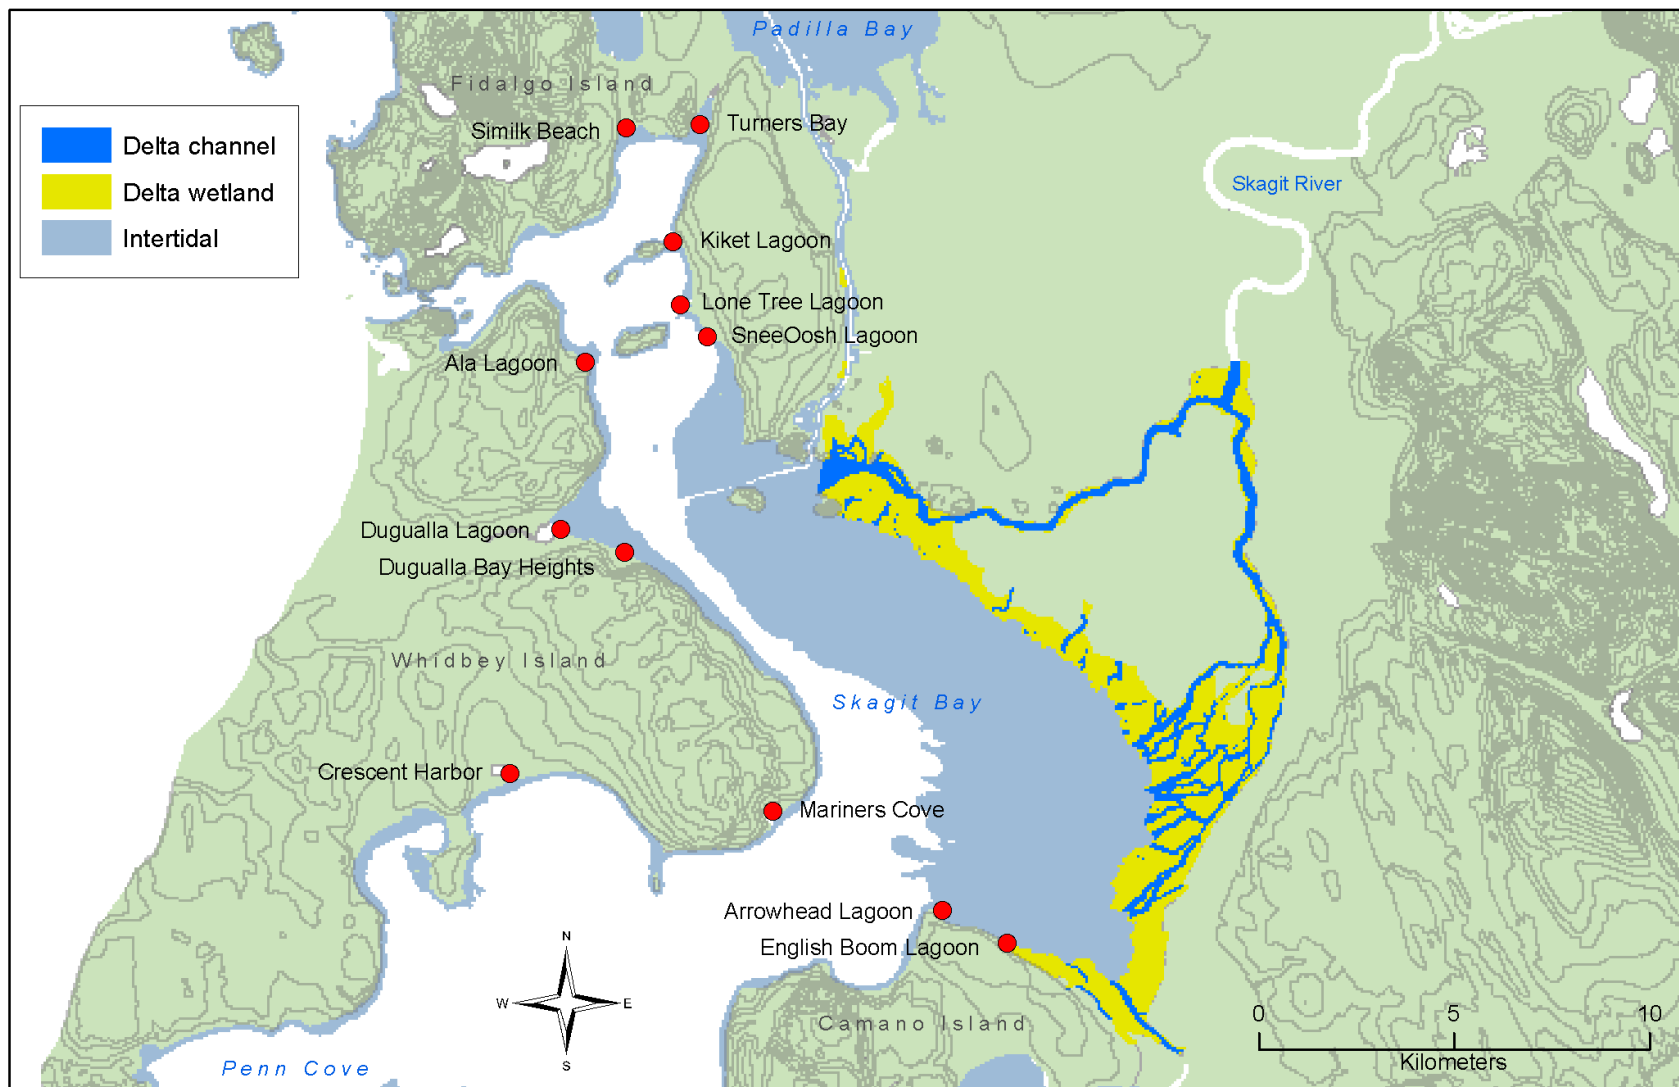 Padilla Bay
Fidalgo Island
Similk Beach
Turners Bay
Delta channel
Delta wetland
Intertidal
Skagit River
Kiket Lagoon
Lone Tree Lagoon
SneeOosh Lagoon
Ala Lagoon
Dugualla Lagoon
Dugualla Bay Heights
Whidbey Island
Skagit Bay
Crescent Harbor
Mariners Cove
Arrowhead Lagoon
English Boom Lagoon
N
W
E
S
Camano Island
Penn Cove
0 5 10
Kilometers